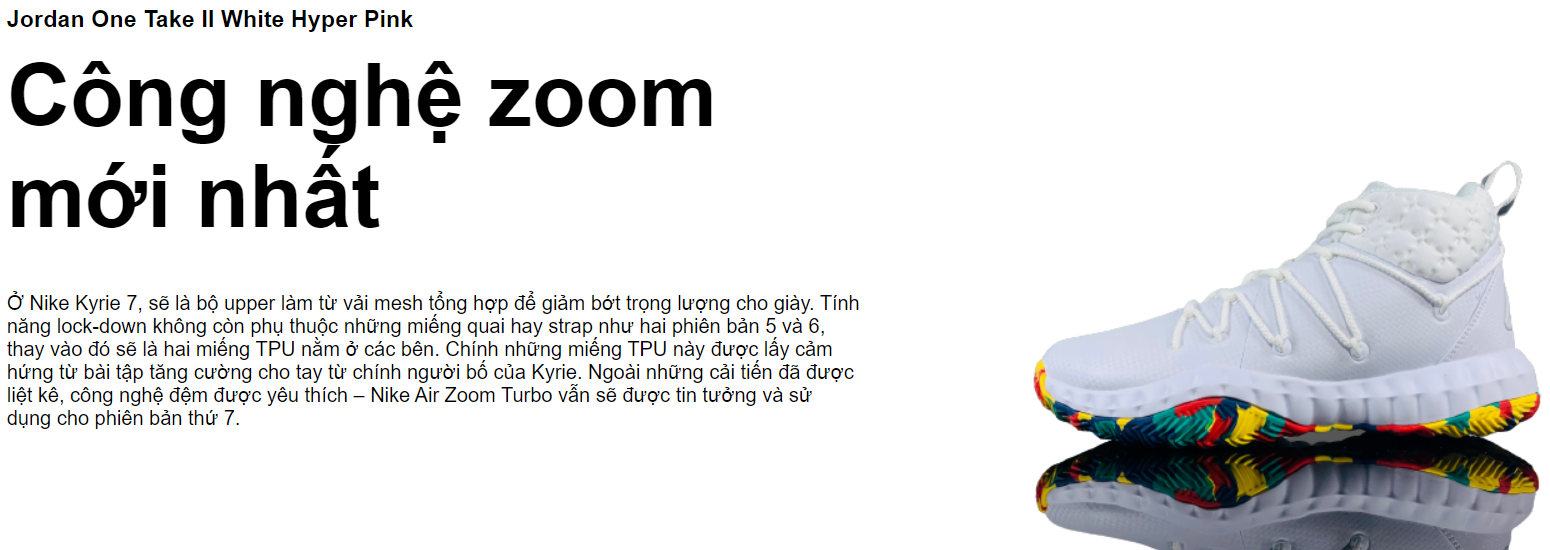 Jordan One Take II White Hyper Pink
Công nghệ zoom
mới nhất
Ở Nike Kyrie 7, sẽ là bộ upper làm từ vải mesh tổng hợp để giảm bớt trọng lượng cho giày. Tính
năng lock-down không còn phụ thuộc những miếng quai hay strap như hai phiên bản 5 và 6,
thay vào đó sẽ là hai miếng TPU nằm ở các bên. Chính những miếng TPU này được lấy cảm
hứng từ bài tập tăng cường cho tay từ chính người bố của Kyrie. Ngoài những cải tiến đã được
liệt kê, công nghệ đệm được yêu thích – Nike Air Zoom Turbo vẫn sẽ được tin tưởng và sử
dụng cho phiên bản thứ 7.